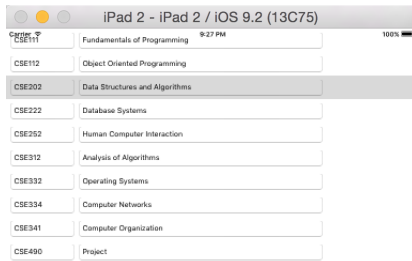 iPad 2 - iPad 2 / iOS 9.2 (13C75)
Carrier 9:27 PM 100%
CSE111 Fundamentals of Programming
CSE112 Object Oriented Programming
CSE202 Data Structures and Algorithms
CSE222 Database Systems
CSE252 Human Computer Interaction
CSE312 Analysis of Algorithms
CSE332 Operating Systems
CSE334 Computer Networks
CSE341 Computer Organization
CSE490 Project